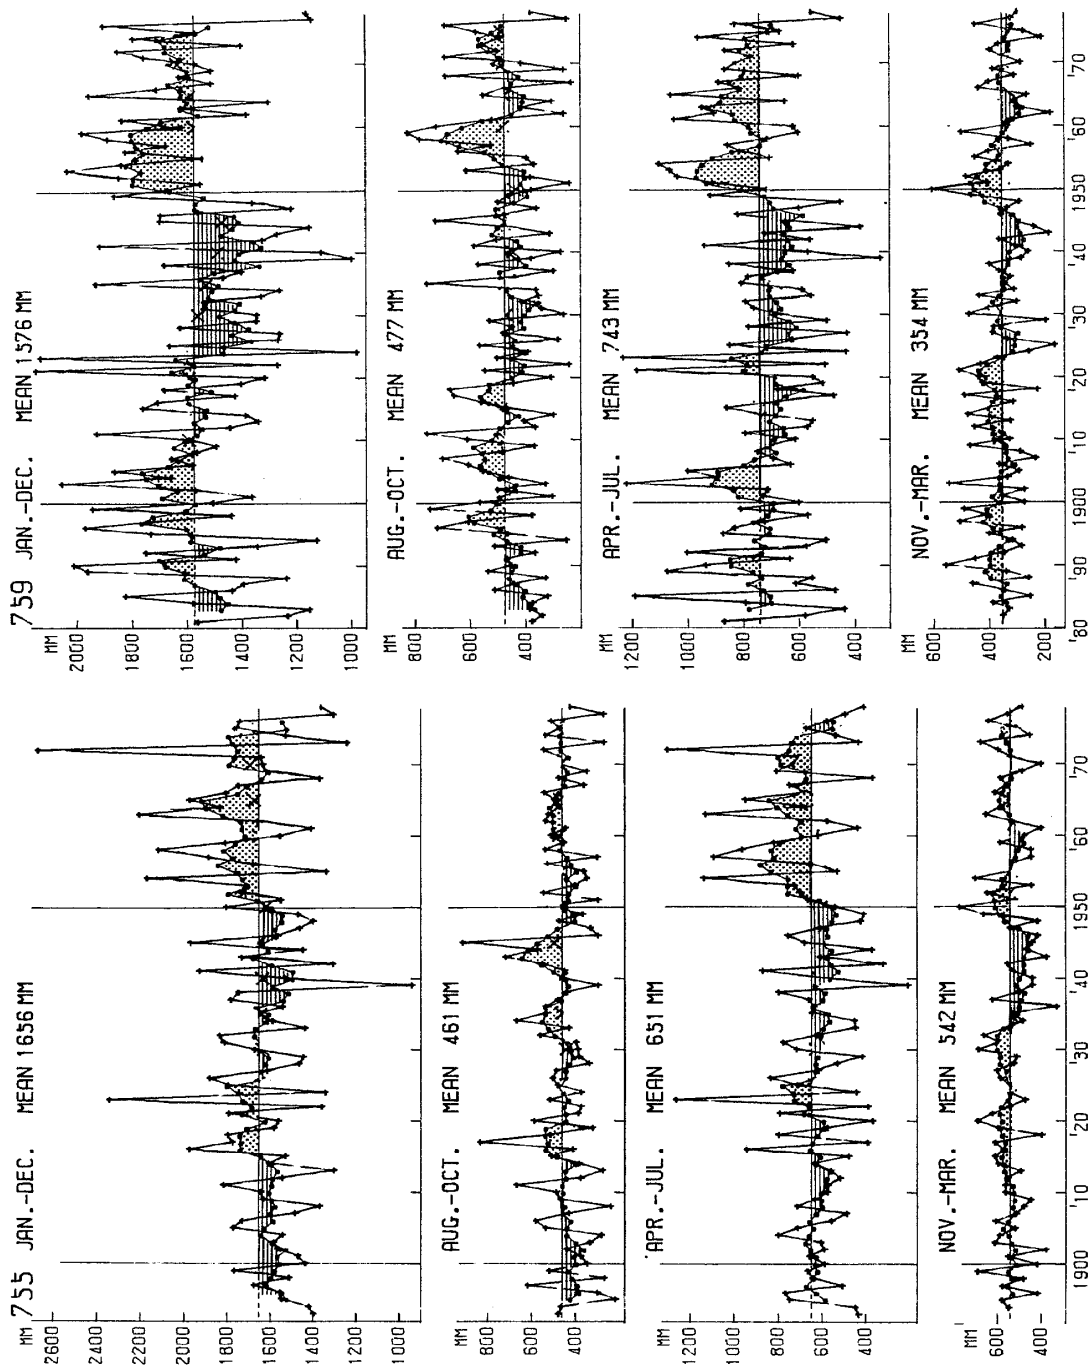 755 JAN.-DEC. MEAN 1656 MM
MM
2600
2400
2200
2000
1800
1600
1400
1200
1000
AUG.-OCT. MEAN 461 MM
MM
800
600
400
APR.-JUL. MEAN 651 MM
MM
1200
1000
800
600
400
NOV.-MAR. MEAN 542 MM
MM
600
400
1900 '10 '20 '30 '40 1950 '60 '70
759 JAN.-DEC. MEAN 1576 MM
MM
2000
1800
1600
1400
1200
1000
AUG.-OCT. MEAN 477 MM
MM
800
600
400
APR.-JUL. MEAN 743 MM
MM
1200
1000
800
600
400
NOV.-MAR. MEAN 354 MM
MM
600
400
200
'80 '90 1900 '10 '20 '30 '40 1950 '60 '70